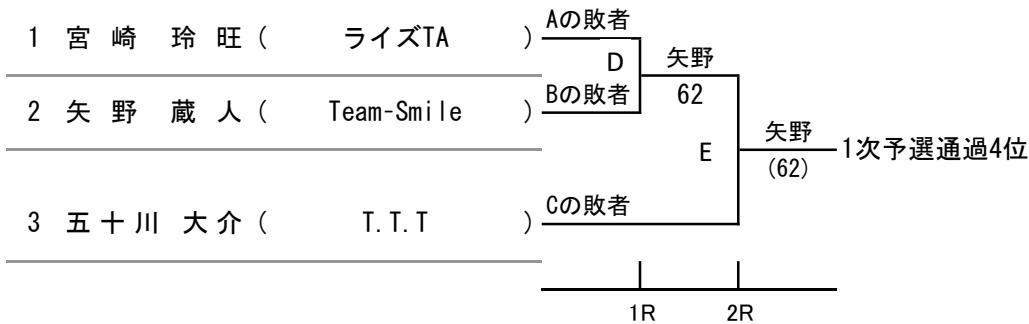 1 宮崎 玲旺 ( ライズTA ) Aの敗者
D 矢野
2 矢野 蔵人 ( Team-Smile ) Bの敗者 62
E 矢野 1次予選通過4位
(62)
3 五十川 大介 ( T.T.T ) Cの敗者
1R 2R